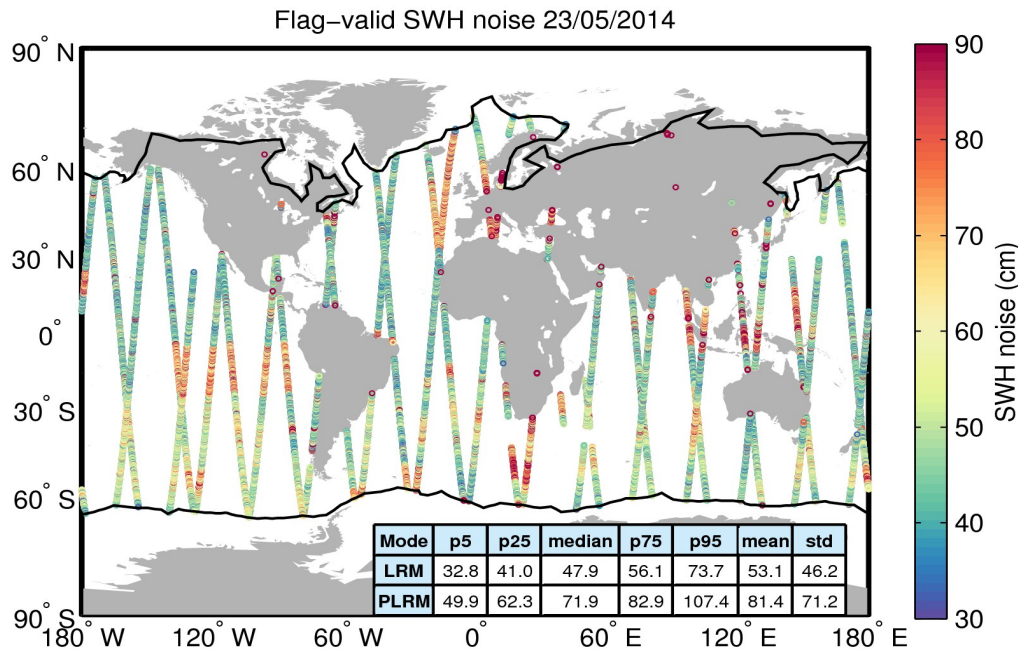 Flag−valid SWH noise 23/05/2014
90° N
60° N
30° N
0°
30° S
60° S
90° S
180° W
120° W
60° W
0°
60° E
120° E
180° E
Mode p5 p25 median p75 p95 mean std
LRM 32.8 41.0 47.9 56.1 73.7 53.1 46.2
PLRM 49.9 62.3 71.9 82.9 107.4 81.4 71.2
90
80
70
60
50
40
30
SWH noise (cm)